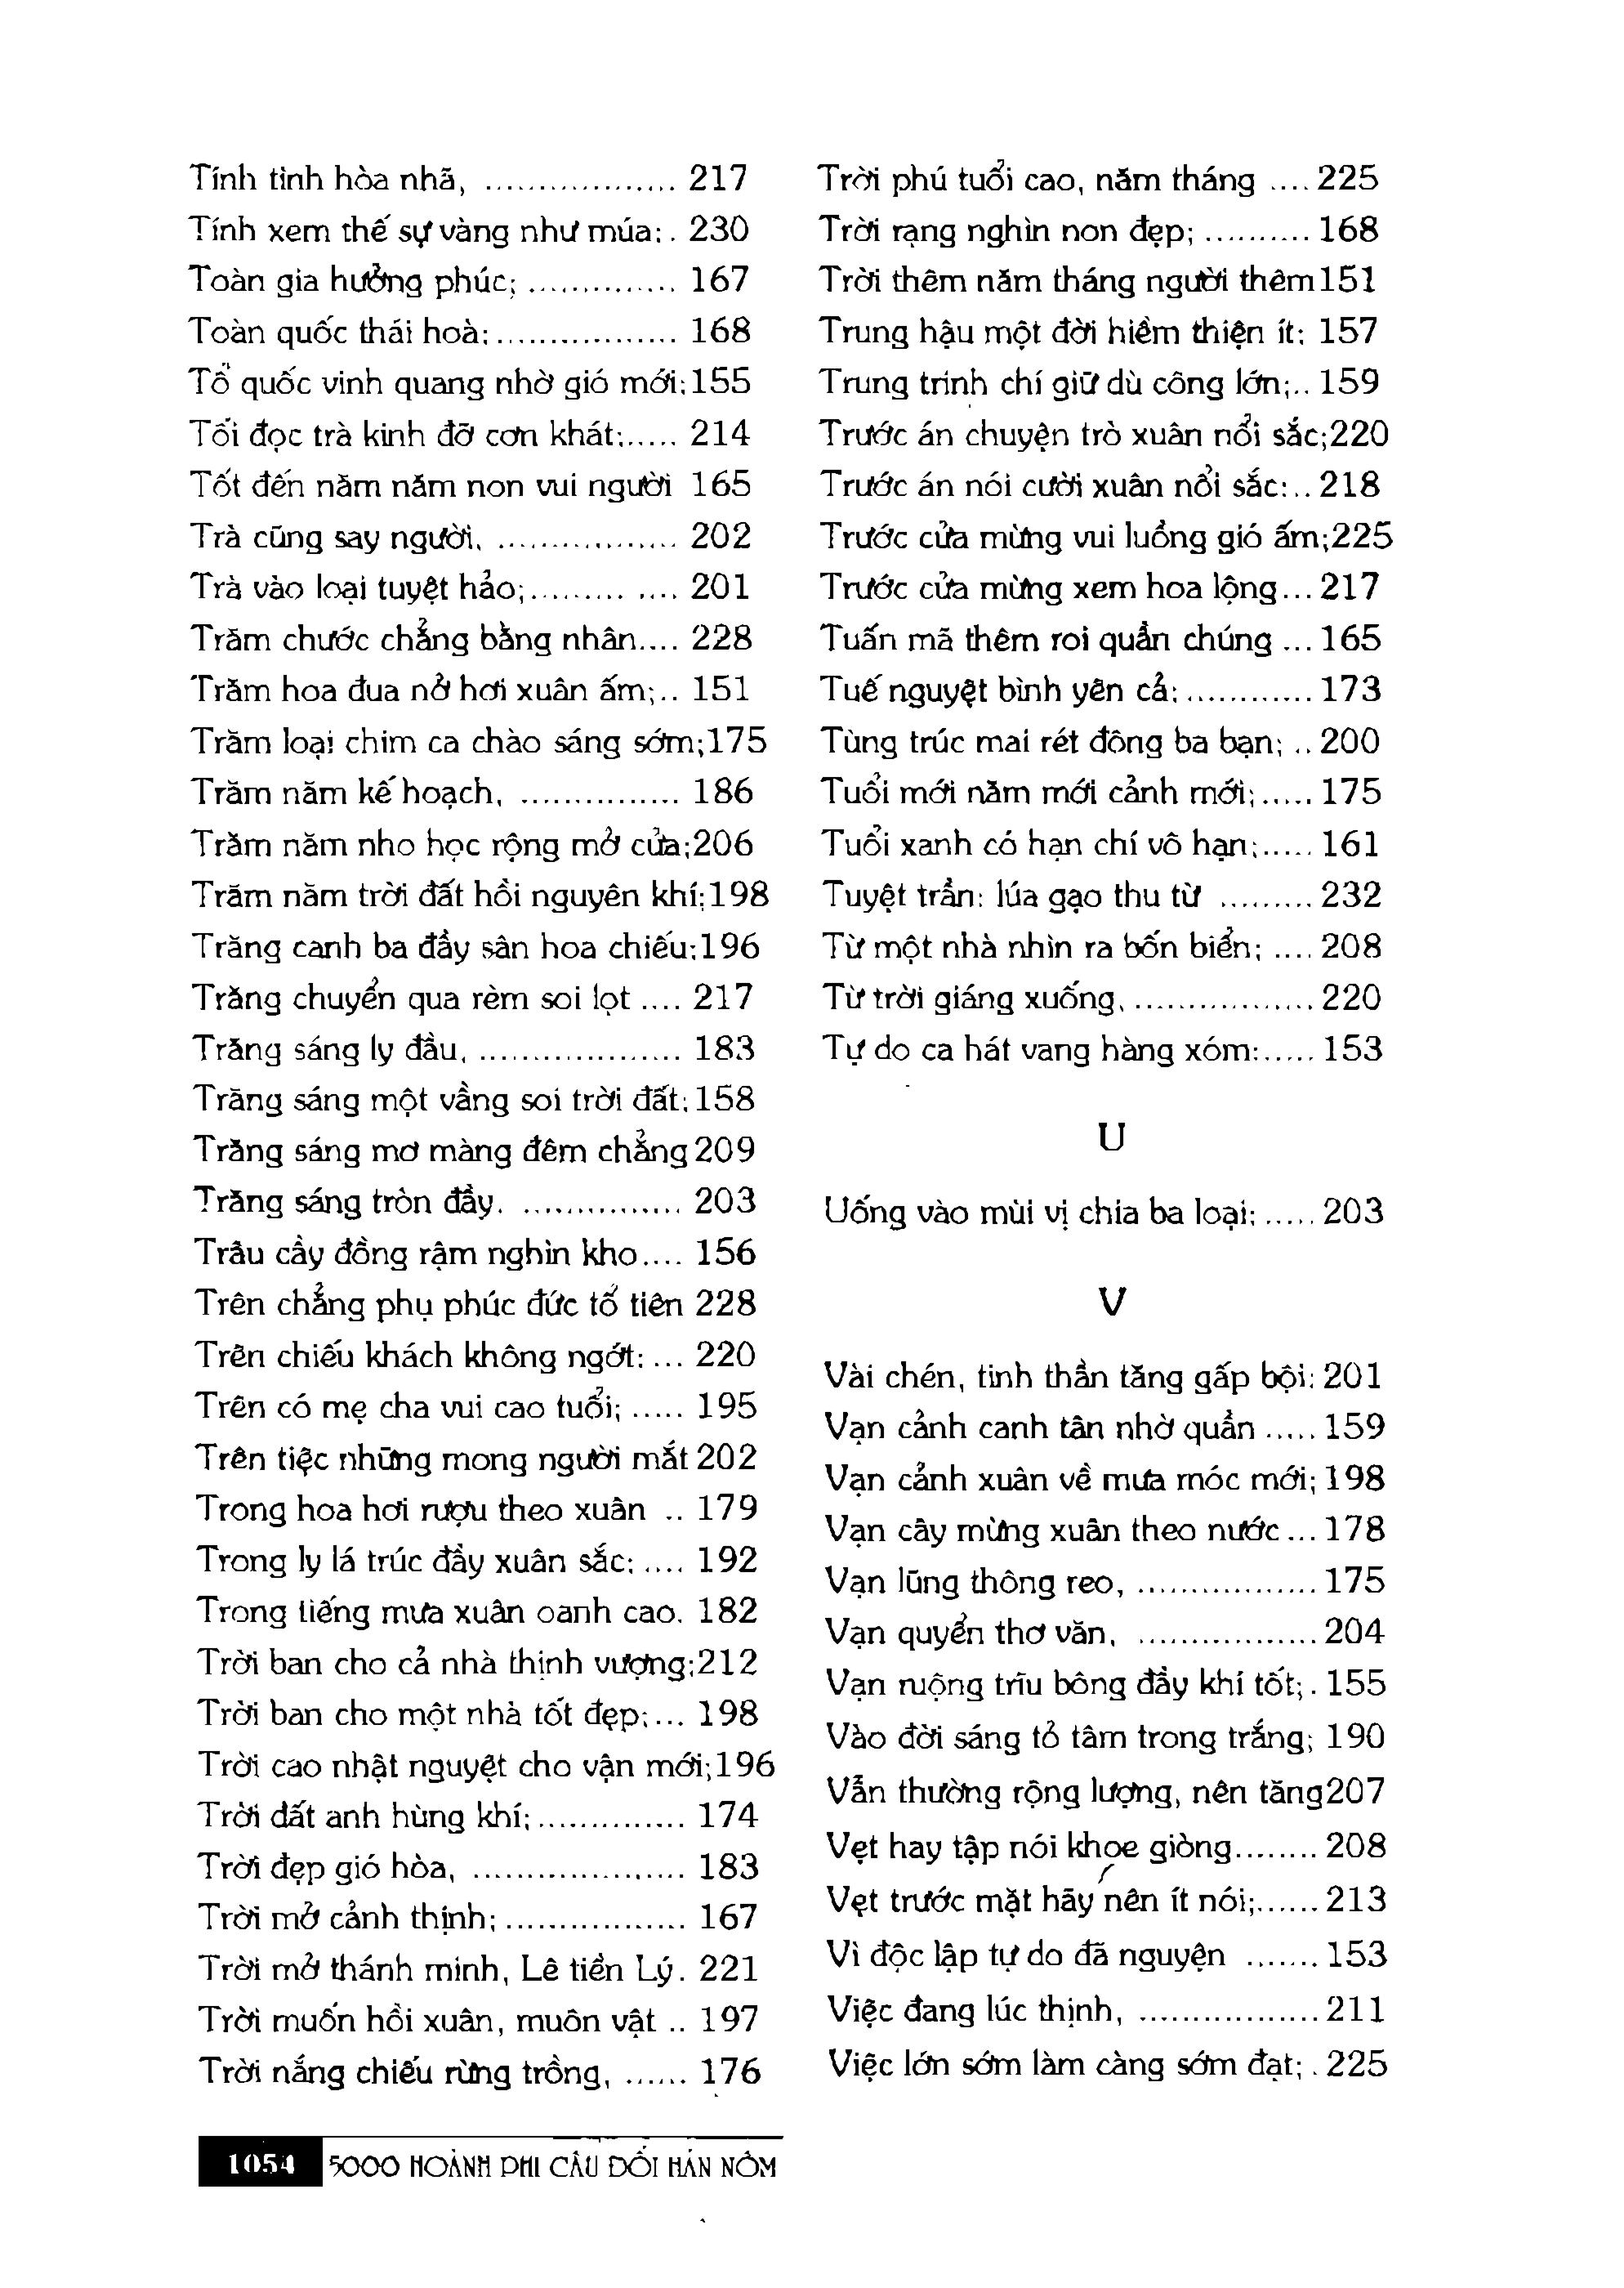 Tính tình hòa nhã, .................. 217
Tính xem thế sự vàng như múa;. 230
Toàn gia hưởng phúc; .............. 167
Toàn quốc thái hoà;................. 168
Tổ quốc vinh quang nhờ gió mới;155
Tối đọc trà kinh đỡ cơn khát;..... 214
Tốt đến năm năm non vui người 165
Trà cũng say người, ................. 202
Trà vào loại tuyệt hảo;......... .... 201
Trăm chước chẳng bằng nhân.... 228
Trăm hoa đua nở hơi xuân ấm;.. 151
Trăm loại chim ca chào sáng sớm;175
Trăm năm kế hoạch, ............... 186
Trăm năm nho học rộng mở cửa;206
Trăm năm trời đất hồi nguyên khí;198
Trăng canh ba đầy sân hoa chiếu;196
Trăng chuyển qua rèm soi lọt .... 217
Trăng sáng ly đầu, ................... 183
Trăng sáng một vầng soi trời đất;158
Trăng sáng mơ màng đêm chẳng209
Trăng sáng tròn đầy, ............... 203
Trâu cầy đồng rậm nghìn kho.... 156
Trên chẳng phụ phúc đức tổ tiên 228
Trên chiếu khách không ngớt; ... 220
Trên có mẹ cha vui cao tuổi; ..... 195
Trên tiệc những mong người mắt 202
Trong hoa hơi rượu theo xuân .. 179
Trong ly lá trúc đầy xuân sắc; .... 192
Trong tiếng mưa xuân oanh cao. 182
Trời ban cho cả nhà thịnh vượng;212
Trời ban cho một nhà tốt đẹp;... 198
Trời cao nhật nguyệt cho vận mới;196
Trời đất anh hùng khí;.............. 174
Trời đẹp gió hòa, .................... 183
Trời mở cảnh thịnh; ................. 167
Trời mở thánh minh, Lê tiền Lý. 221
Trời muốn hồi xuân, muôn vật .. 197
Trời nắng chiếu rừng trồng, ...... 176
Trời phú tuổi cao, năm tháng ....225
Trời rạng nghìn non đẹp; ..........168
Trời thêm năm tháng người thêm151
Trung hậu một đời hiềm thiện ít; 157
Trung trinh chí giữ dù công lớn;.. 159
Trước án chuyện trò xuân nổi sắc;220
Trước án nói cười xuân nổi sắc;.. 218
Trước cửa mừng vui luồng gió ấm;225
Trước cửa mừng xem hoa lộng...217
Tuấn mã thêm roi quần chúng ...165
Tuế nguyệt bình yên cả; ............173
Tùng trúc mai rét đông ba bạn; ..200
Tuổi mới năm mới cảnh mới;.....175
Tuổi xanh có hạn chí vô hạn;..... 161
Tuyệt trần: lúa gạo thu từ .........232
Từ một nhà nhìn ra bốn biển; ....208
Từ trời giáng xuống, .................220
Tự do ca hát vang hàng xóm;..... 153
U
Uống vào mùi vị chia ba loại; ..... 203
V
Vài chén, tinh thần tăng gấp bội; 201
Vạn cảnh canh tân nhờ quần ..... 159
Vạn cảnh xuân về mưa móc mới; 198
Vạn cây mừng xuân theo nước ... 178
Vạn lũng thông reo, ................. 175
Vạn quyển thơ văn, .................204
Vạn ruộng trĩu bông đầy khí tốt; . 155
Vào đời sáng tỏ tâm trong trắng; 190
Vẫn thường rộng lượng, nên tăng207
Vẹt hay tập nói khoe giòng........208
Vẹt trước mặt hãy nên ít nói;......213
Vì độc lập tự do đã nguyện .......153
Việc đang lúc thịnh, .................211
Việc lớn sớm làm càng sớm đạt; . 225
1054 5000 HOÀNH PHI CÂU ĐỐI HÁN NÔM